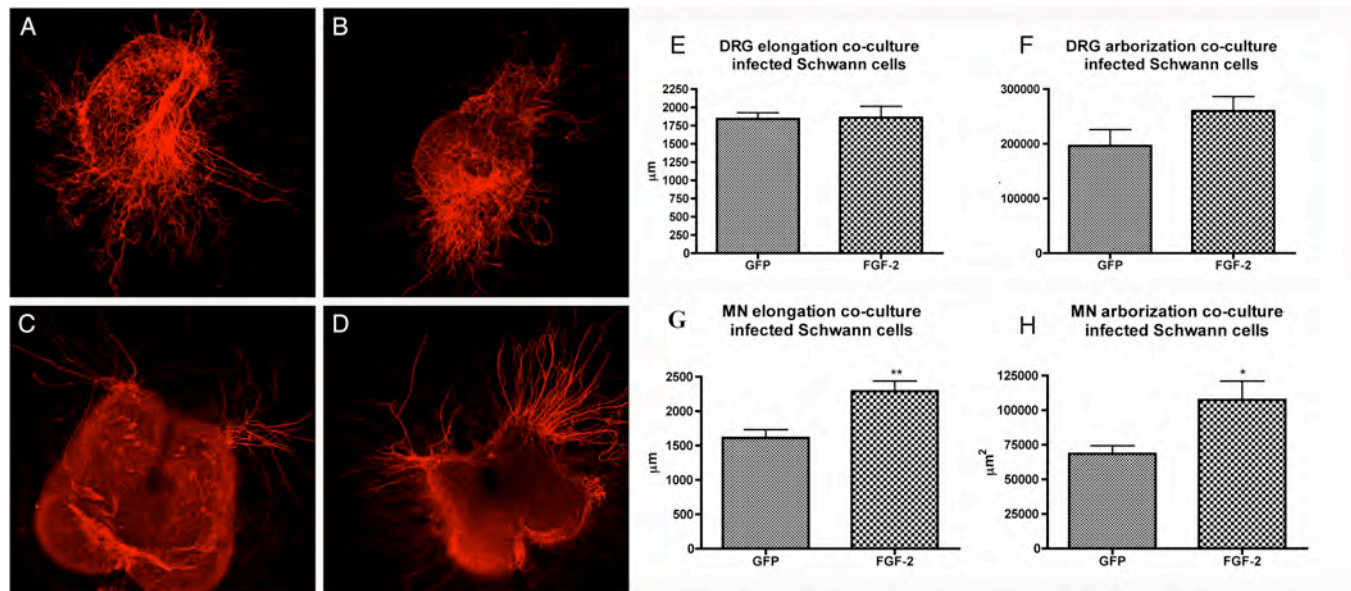 A
B
C
D
E
DRG elongation co-culture
infected Schwann cells
2250
2000
1750
1500
1250
1000
750
500
250
0
μm
GFP
FGF-2
F
DRG arborization co-culture
infected Schwann cells
300000
200000
100000
0
GFP
FGF-2
G
MN elongation co-culture
infected Schwann cells
2500
2000
1500
1000
500
0
μm
**
GFP
FGF-2
H
MN arborization co-culture
infected Schwann cells
125000
100000
75000
50000
25000
0
μm²
*
GFP
FGF-2